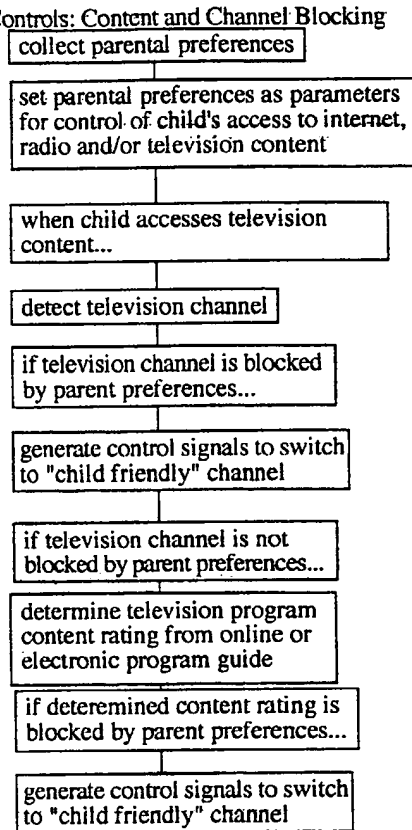 Controls: Content and Channel Blocking
collect parental preferences
set parental preferences as parameters
for control of child's access to internet,
radio and/or television content
when child accesses television
content...
detect television channel
if television channel is blocked
by parent preferences...
generate control signals to switch
to "child friendly" channel
if television channel is not
blocked by parent preferences...
determine television program
content rating from online or
electronic program guide
if deteremined content rating is
blocked by parent preferences...
generate control signals to switch
to "child friendly" channel